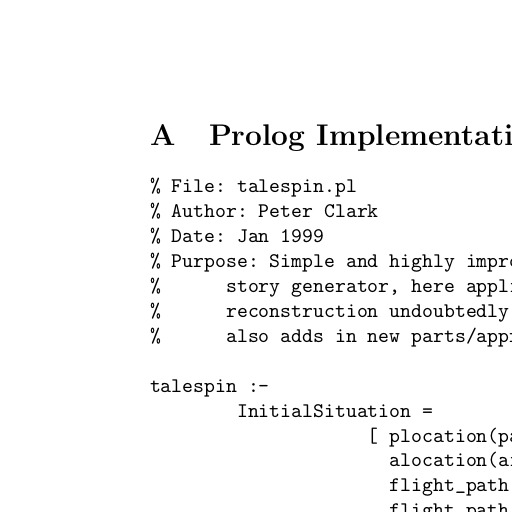 A Prolog Implementati
% File: talespin.pl
% Author: Peter Clark
% Date: Jan 1999
% Purpose: Simple and highly impro
% story generator, here appli
% reconstruction undoubtedly
% also adds in new parts/appr
talespin :-
InitialSituation =
[ plocation(pa
alocation(ai
flight_path
flight_path